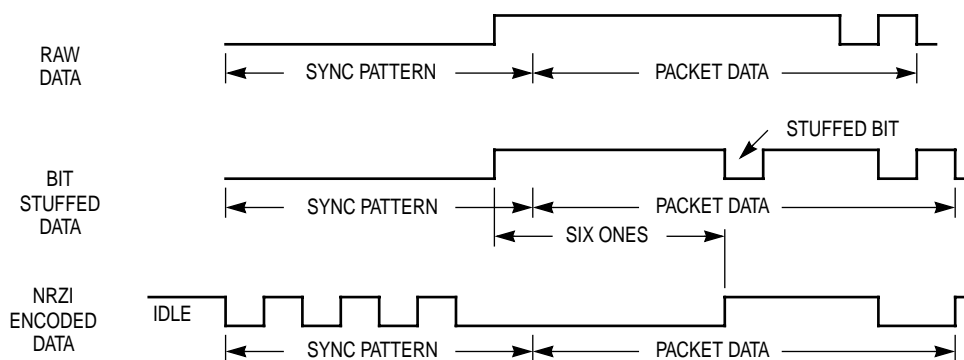 RAW
DATA
SYNC PATTERN
PACKET DATA
STUFFED BIT
BIT
STUFFED
DATA
SYNC PATTERN
PACKET DATA
SIX ONES
NRZI
ENCODED
DATA
IDLE
SYNC PATTERN
PACKET DATA